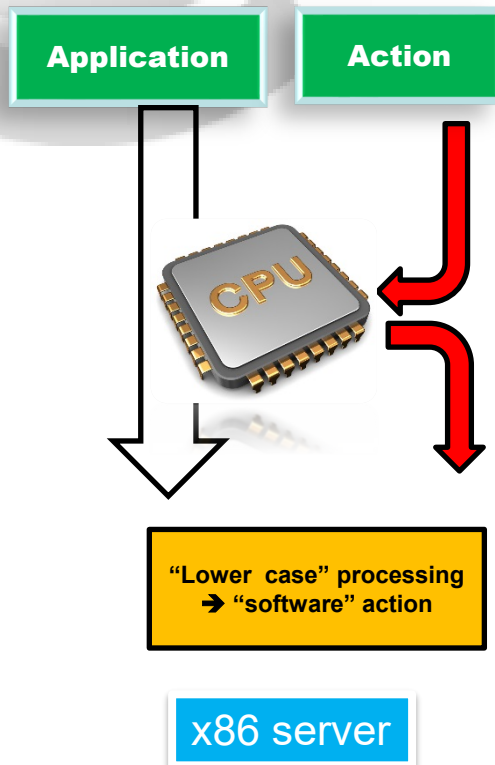 Application
Action
CPU
“Lower case” processing
➔ “software” action
x86 server